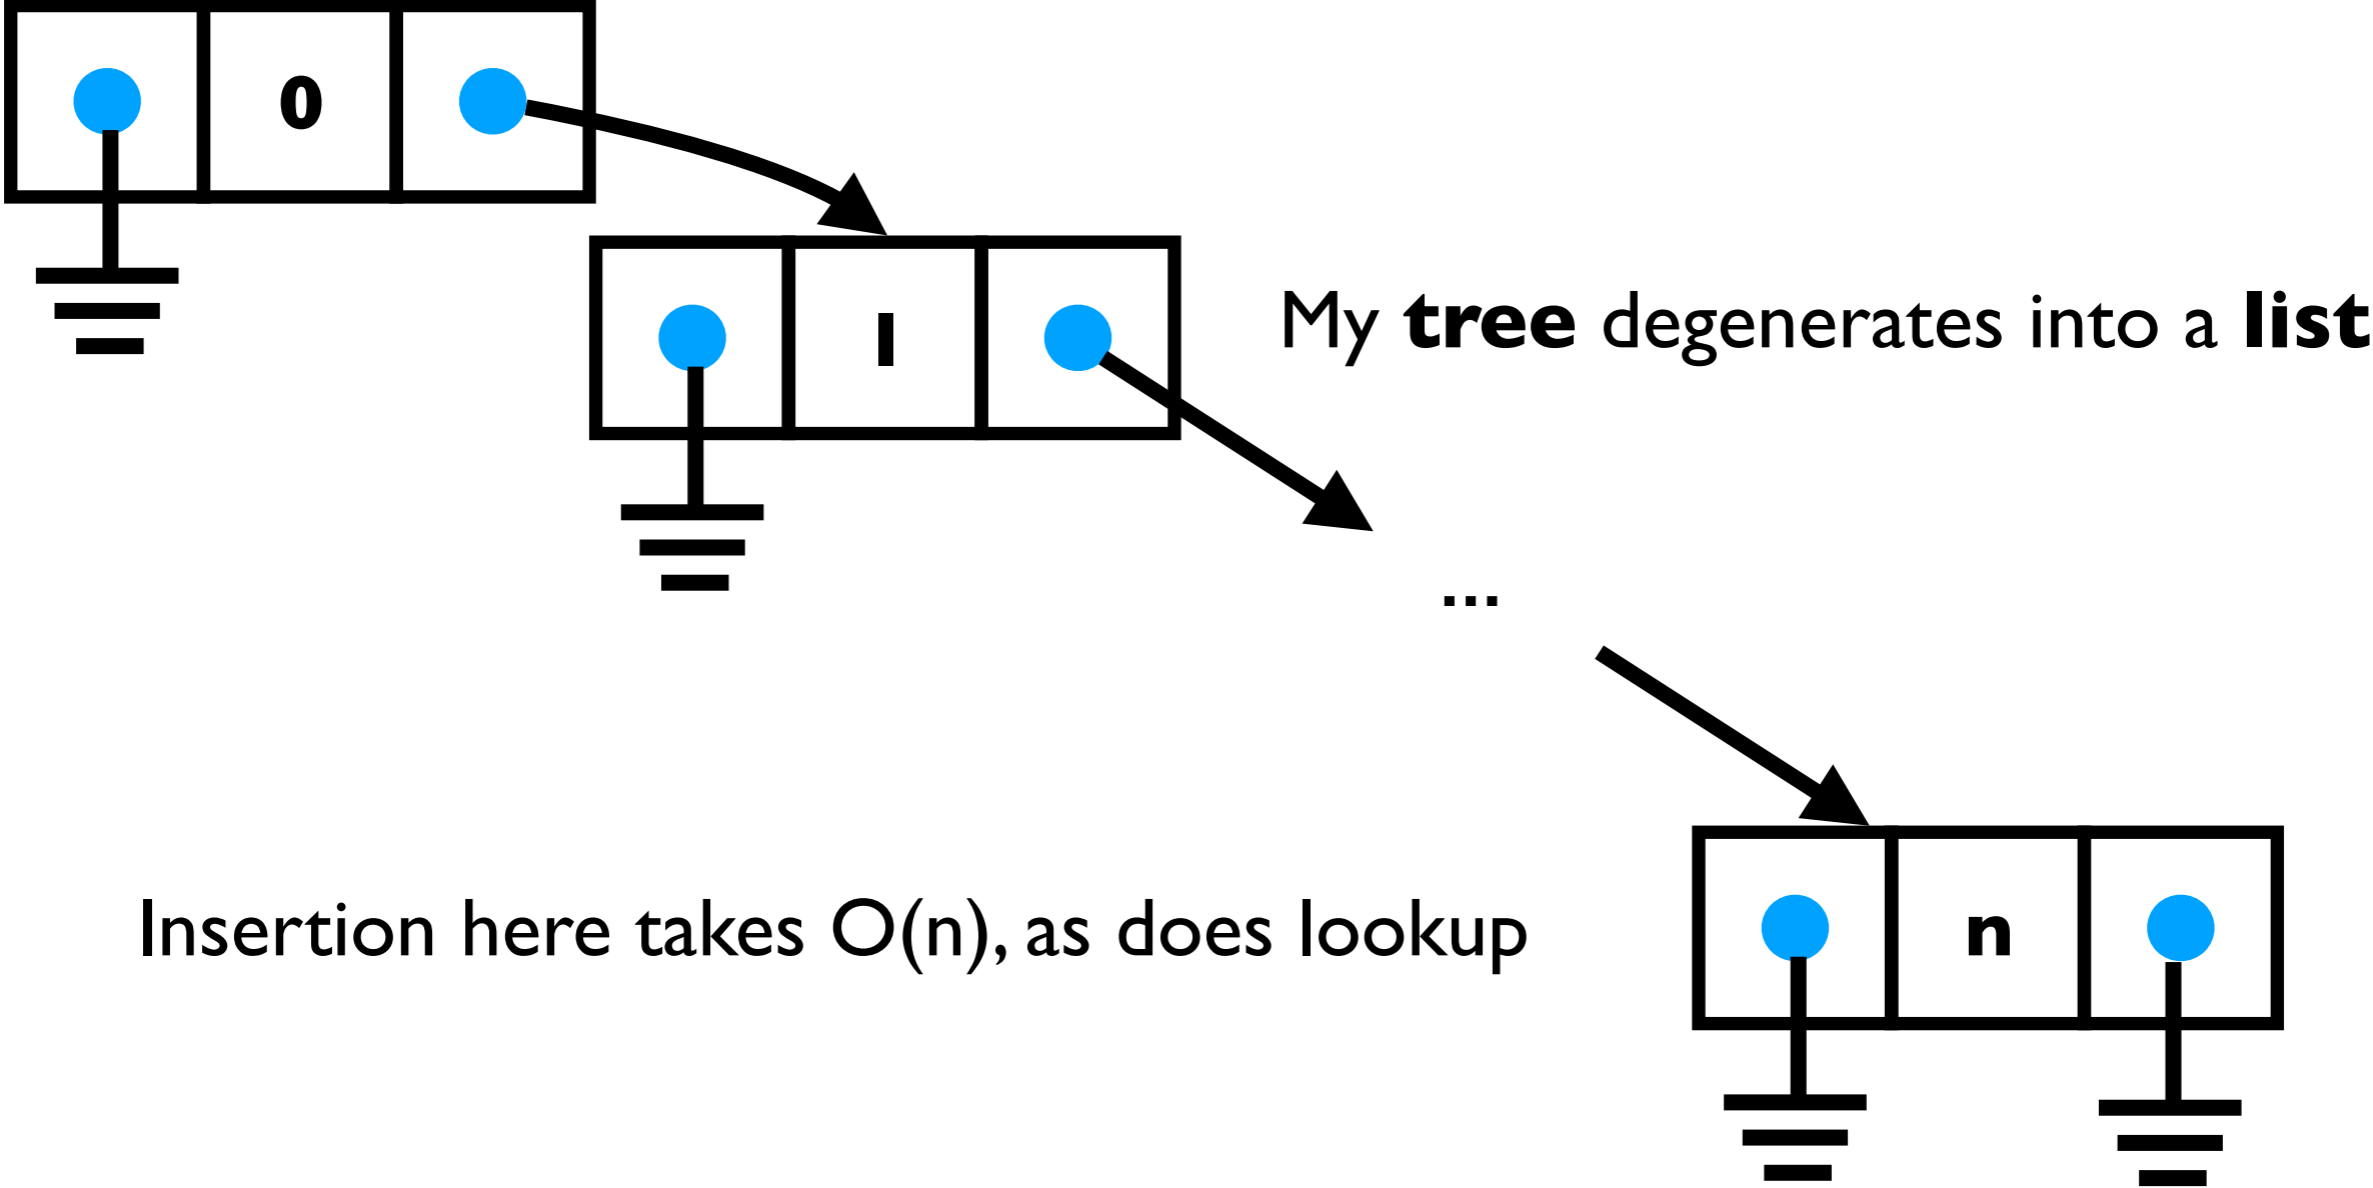 0
1
My tree degenerates into a list
...
Insertion here takes O(n), as does lookup
n